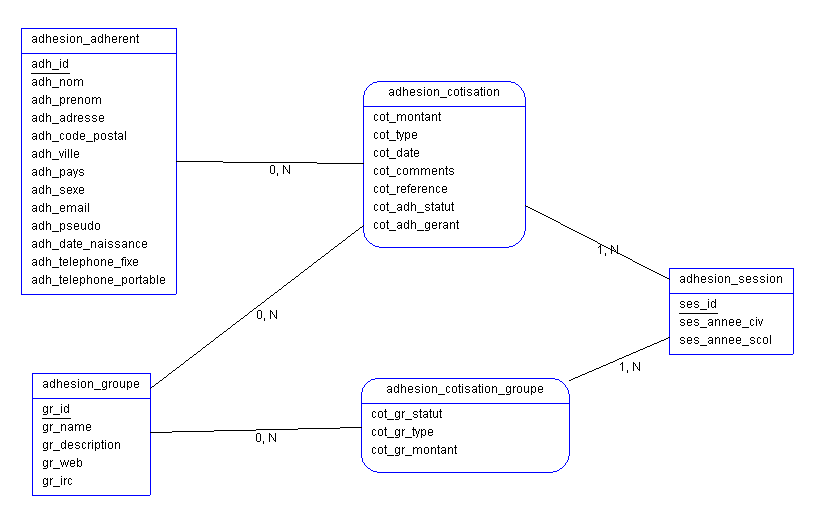 adhesion_adherent
adh_id
adh_nom
adh_prenom
adh_adresse
adh_code_postal
adh_ville
adh_pays
adh_sexe
adh_email
adh_pseudo
adh_date_naissance
adh_telephone_fixe
adh_telephone_portable
0, N
adhesion_cotisation
cot_montant
cot_type
cot_date
cot_comments
cot_reference
cot_adh_statut
cot_adh_gerant
1, N
adhesion_session
ses_id
ses_annee_civ
ses_annee_scol
0, N
1, N
adhesion_groupe
gr_id
gr_name
gr_description
gr_web
gr_irc
0, N
adhesion_cotisation_groupe
cot_gr_statut
cot_gr_type
cot_gr_montant